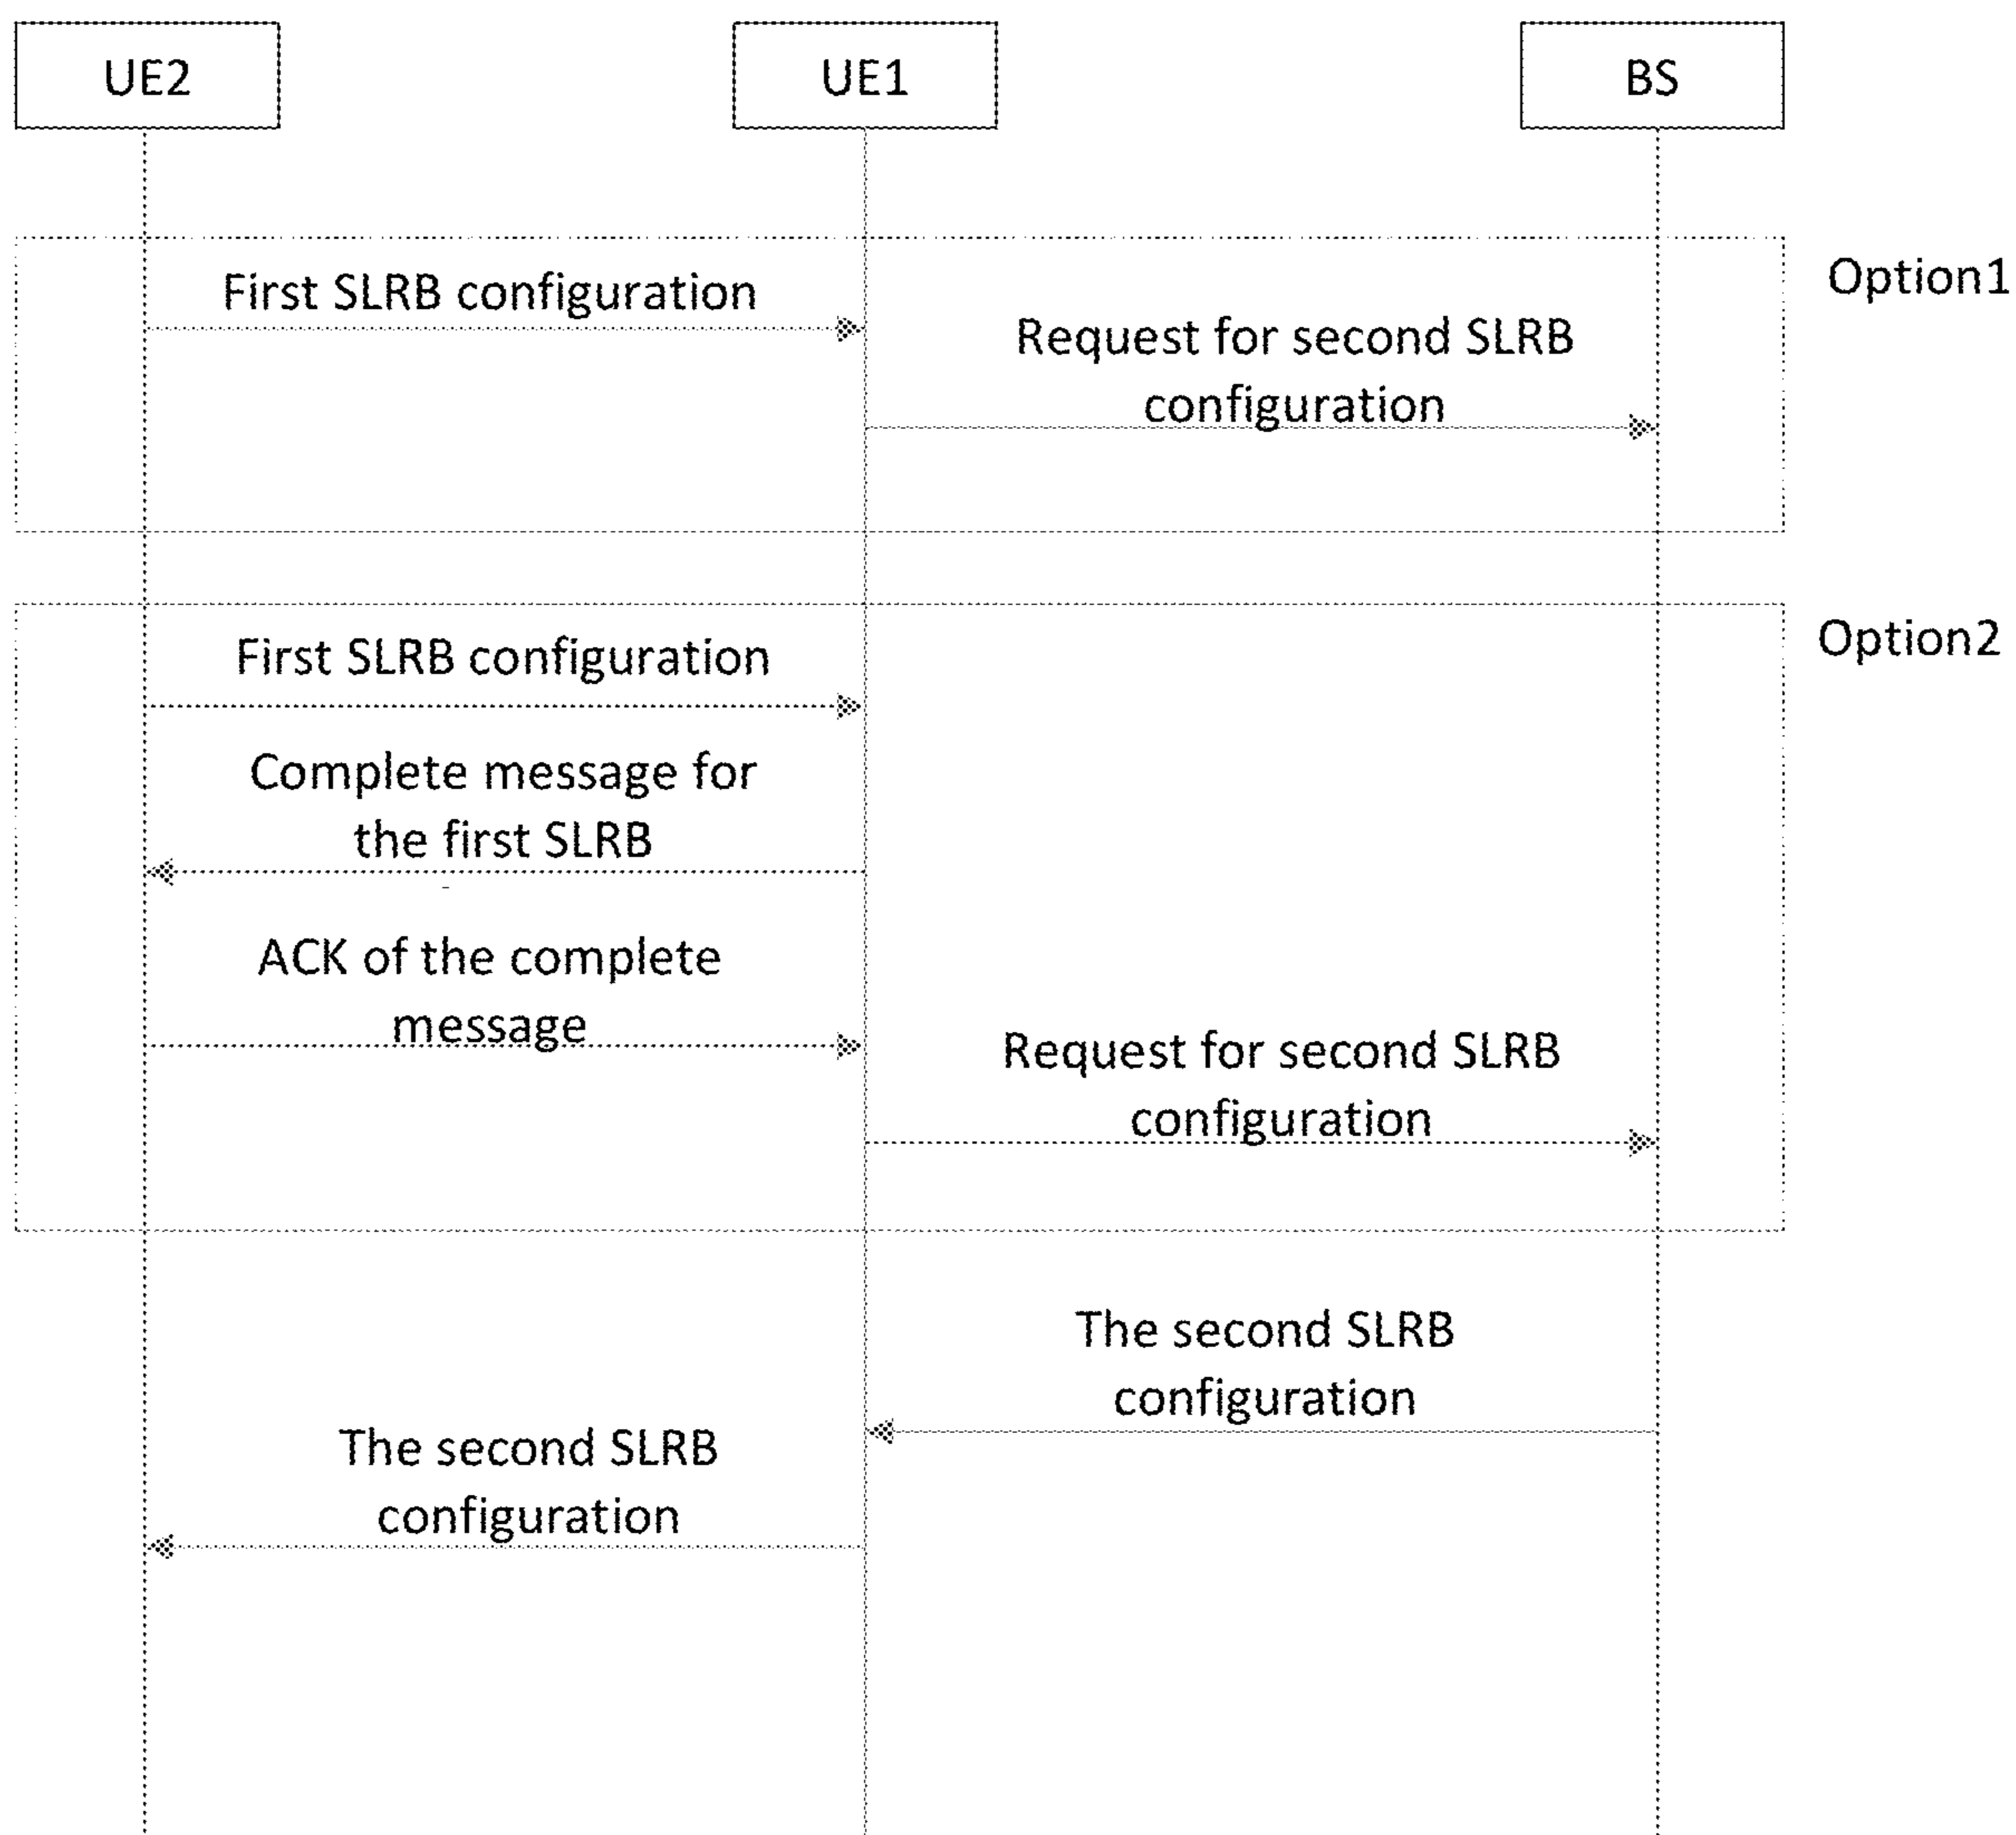 UE2
UE1
BS
Option1
First SLRB configuration
Request for second SLRB
configuration
Option2
First SLRB configuration
Complete message for
the first SLRB
ACK of the complete
message
Request for second SLRB
configuration
The second SLRB
configuration
The second SLRB
configuration